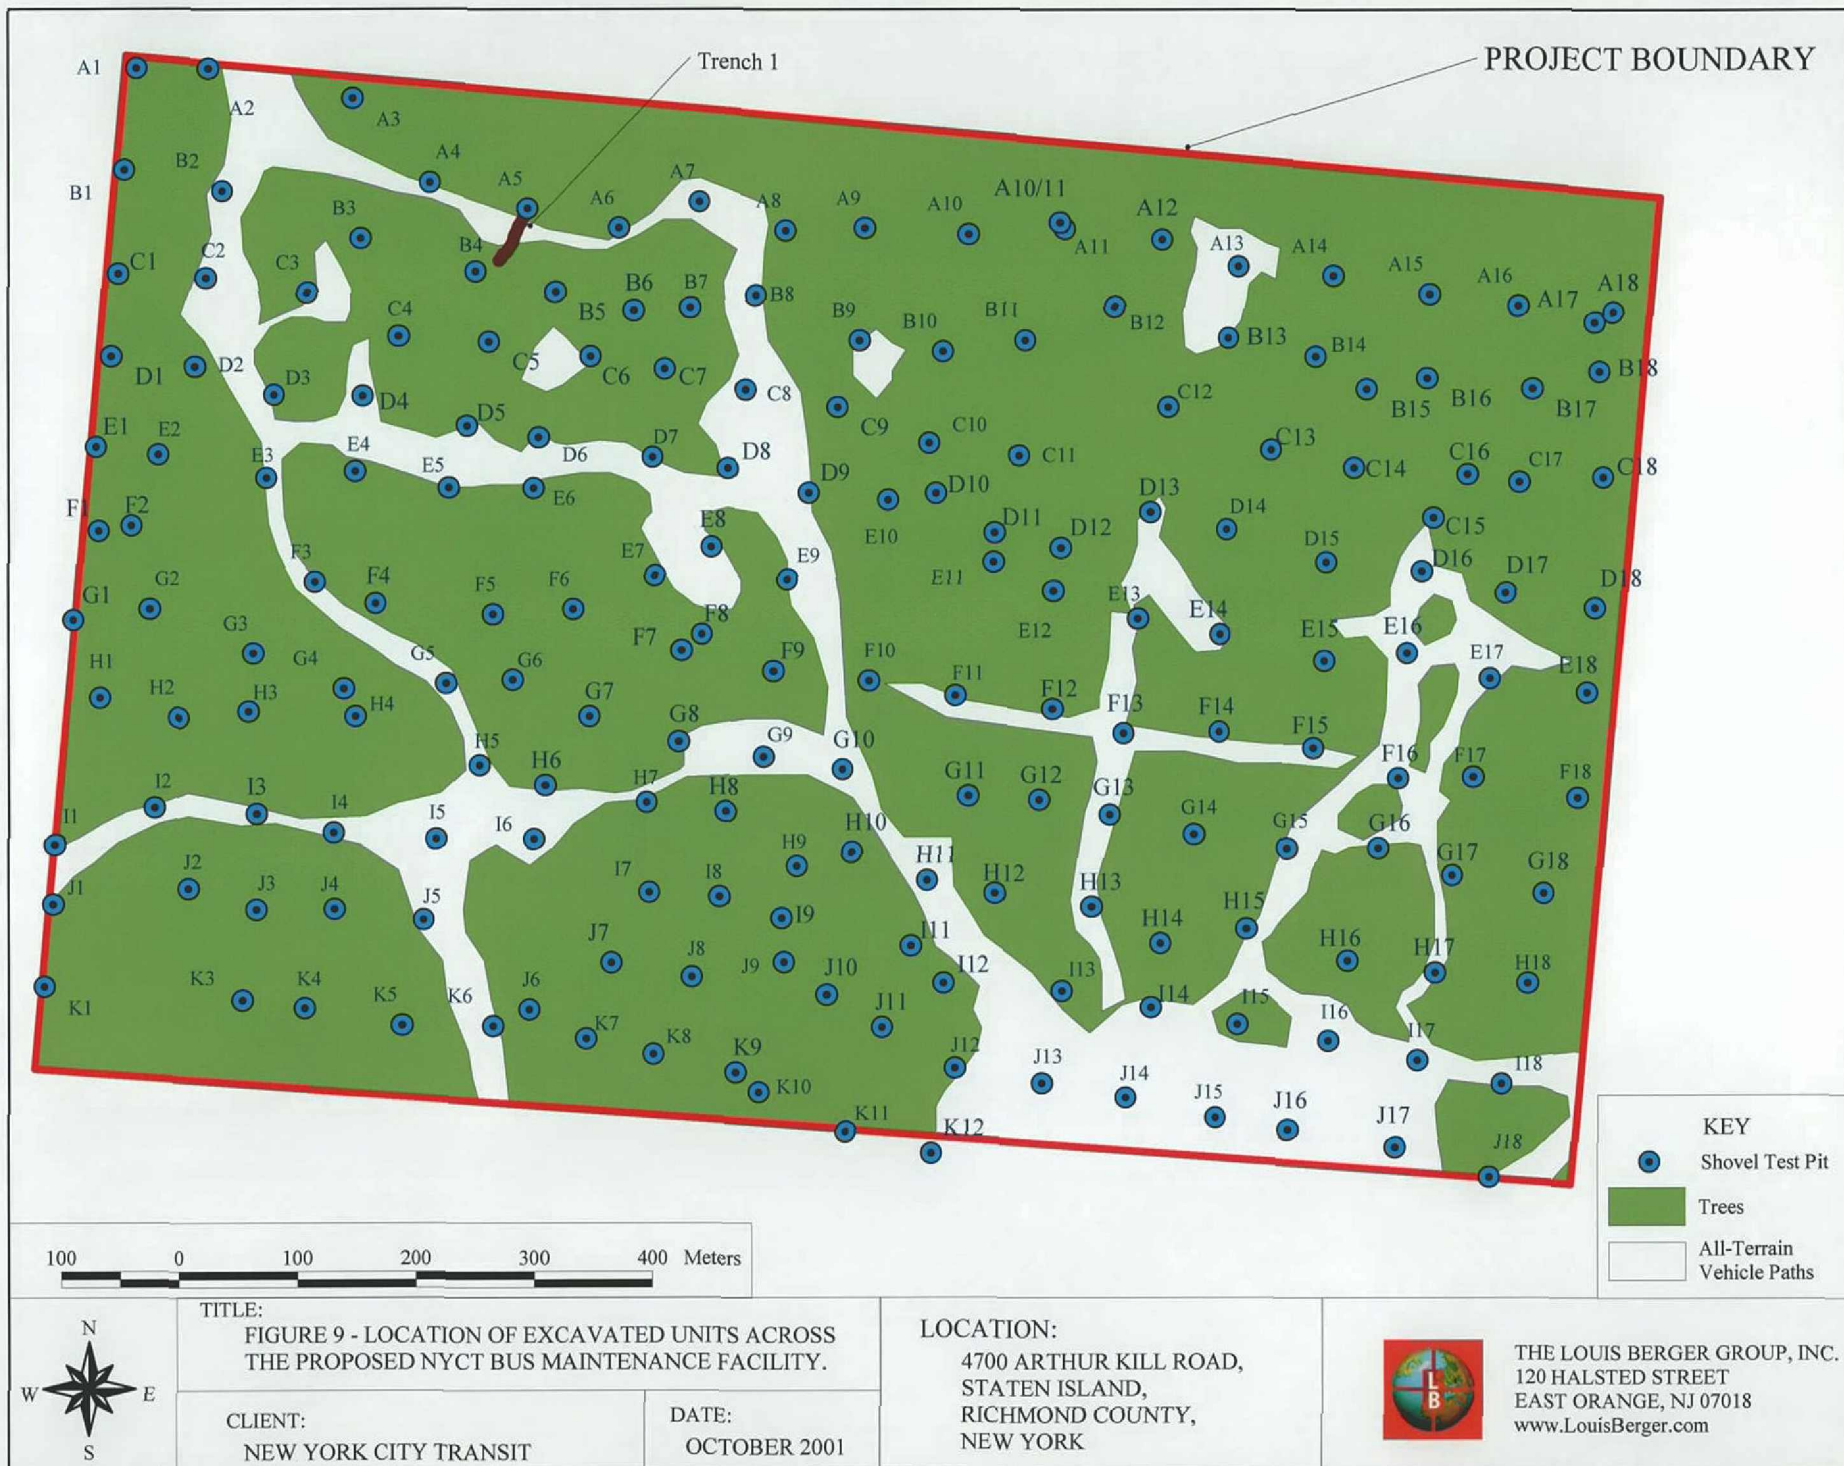 Trench 1
PROJECT BOUNDARY
A1
A2
A3
A4
A5
A6
A7
A8
A9
A10
A10/11
A11
A12
A13
A14
A15
A16
A17
A18
B1
B2
B3
B4
B5
B6
B7
B8
B9
B10
B11
B12
B13
B14
B15
B16
B17
B18
C1
C2
C3
C4
C5
C6
C7
C8
C9
C10
C11
C12
C13
C14
C15
C16
C17
C18
D1
D2
D3
D4
D5
D6
D7
D8
D9
D10
D11
D12
D13
D14
D15
D16
D17
D18
E1
E2
E3
E4
E5
E6
E7
E8
E9
E10
E11
E12
E13
E14
E15
E16
E17
E18
F1
F2
F3
F4
F5
F6
F7
F8
F9
F10
F11
F12
F13
F14
F15
F16
F17
F18
G1
G2
G3
G4
G5
G6
G7
G8
G9
G10
G11
G12
G13
G14
G15
G16
G17
G18
H1
H2
H3
H4
H5
H6
H7
H8
H9
H10
H11
H12
H13
H14
H15
H16
H17
H18
I1
I2
I3
I4
I5
I6
I7
I8
I9
I11
I12
I13
I14
I15
I16
I17
I18
J1
J2
J3
J4
J5
J6
J7
J8
J9
J10
J11
J12
J13
J14
J15
J16
J17
J18
K1
K3
K4
K5
K6
K7
K8
K9
K10
K11
K12
KEY
Shovel Test Pit
Trees
All-Terrain
Vehicle Paths
100 0 100 200 300 400 Meters
N
W E
S
TITLE:
FIGURE 9 - LOCATION OF EXCAVATED UNITS ACROSS
THE PROPOSED NYCT BUS MAINTENANCE FACILITY.
CLIENT:
NEW YORK CITY TRANSIT
DATE:
OCTOBER 2001
LOCATION:
4700 ARTHUR KILL ROAD,
STATEN ISLAND,
RICHMOND COUNTY,
NEW YORK
L
B
THE LOUIS BERGER GROUP, INC.
120 HALSTED STREET
EAST ORANGE, NJ 07018
www.LouisBerger.com